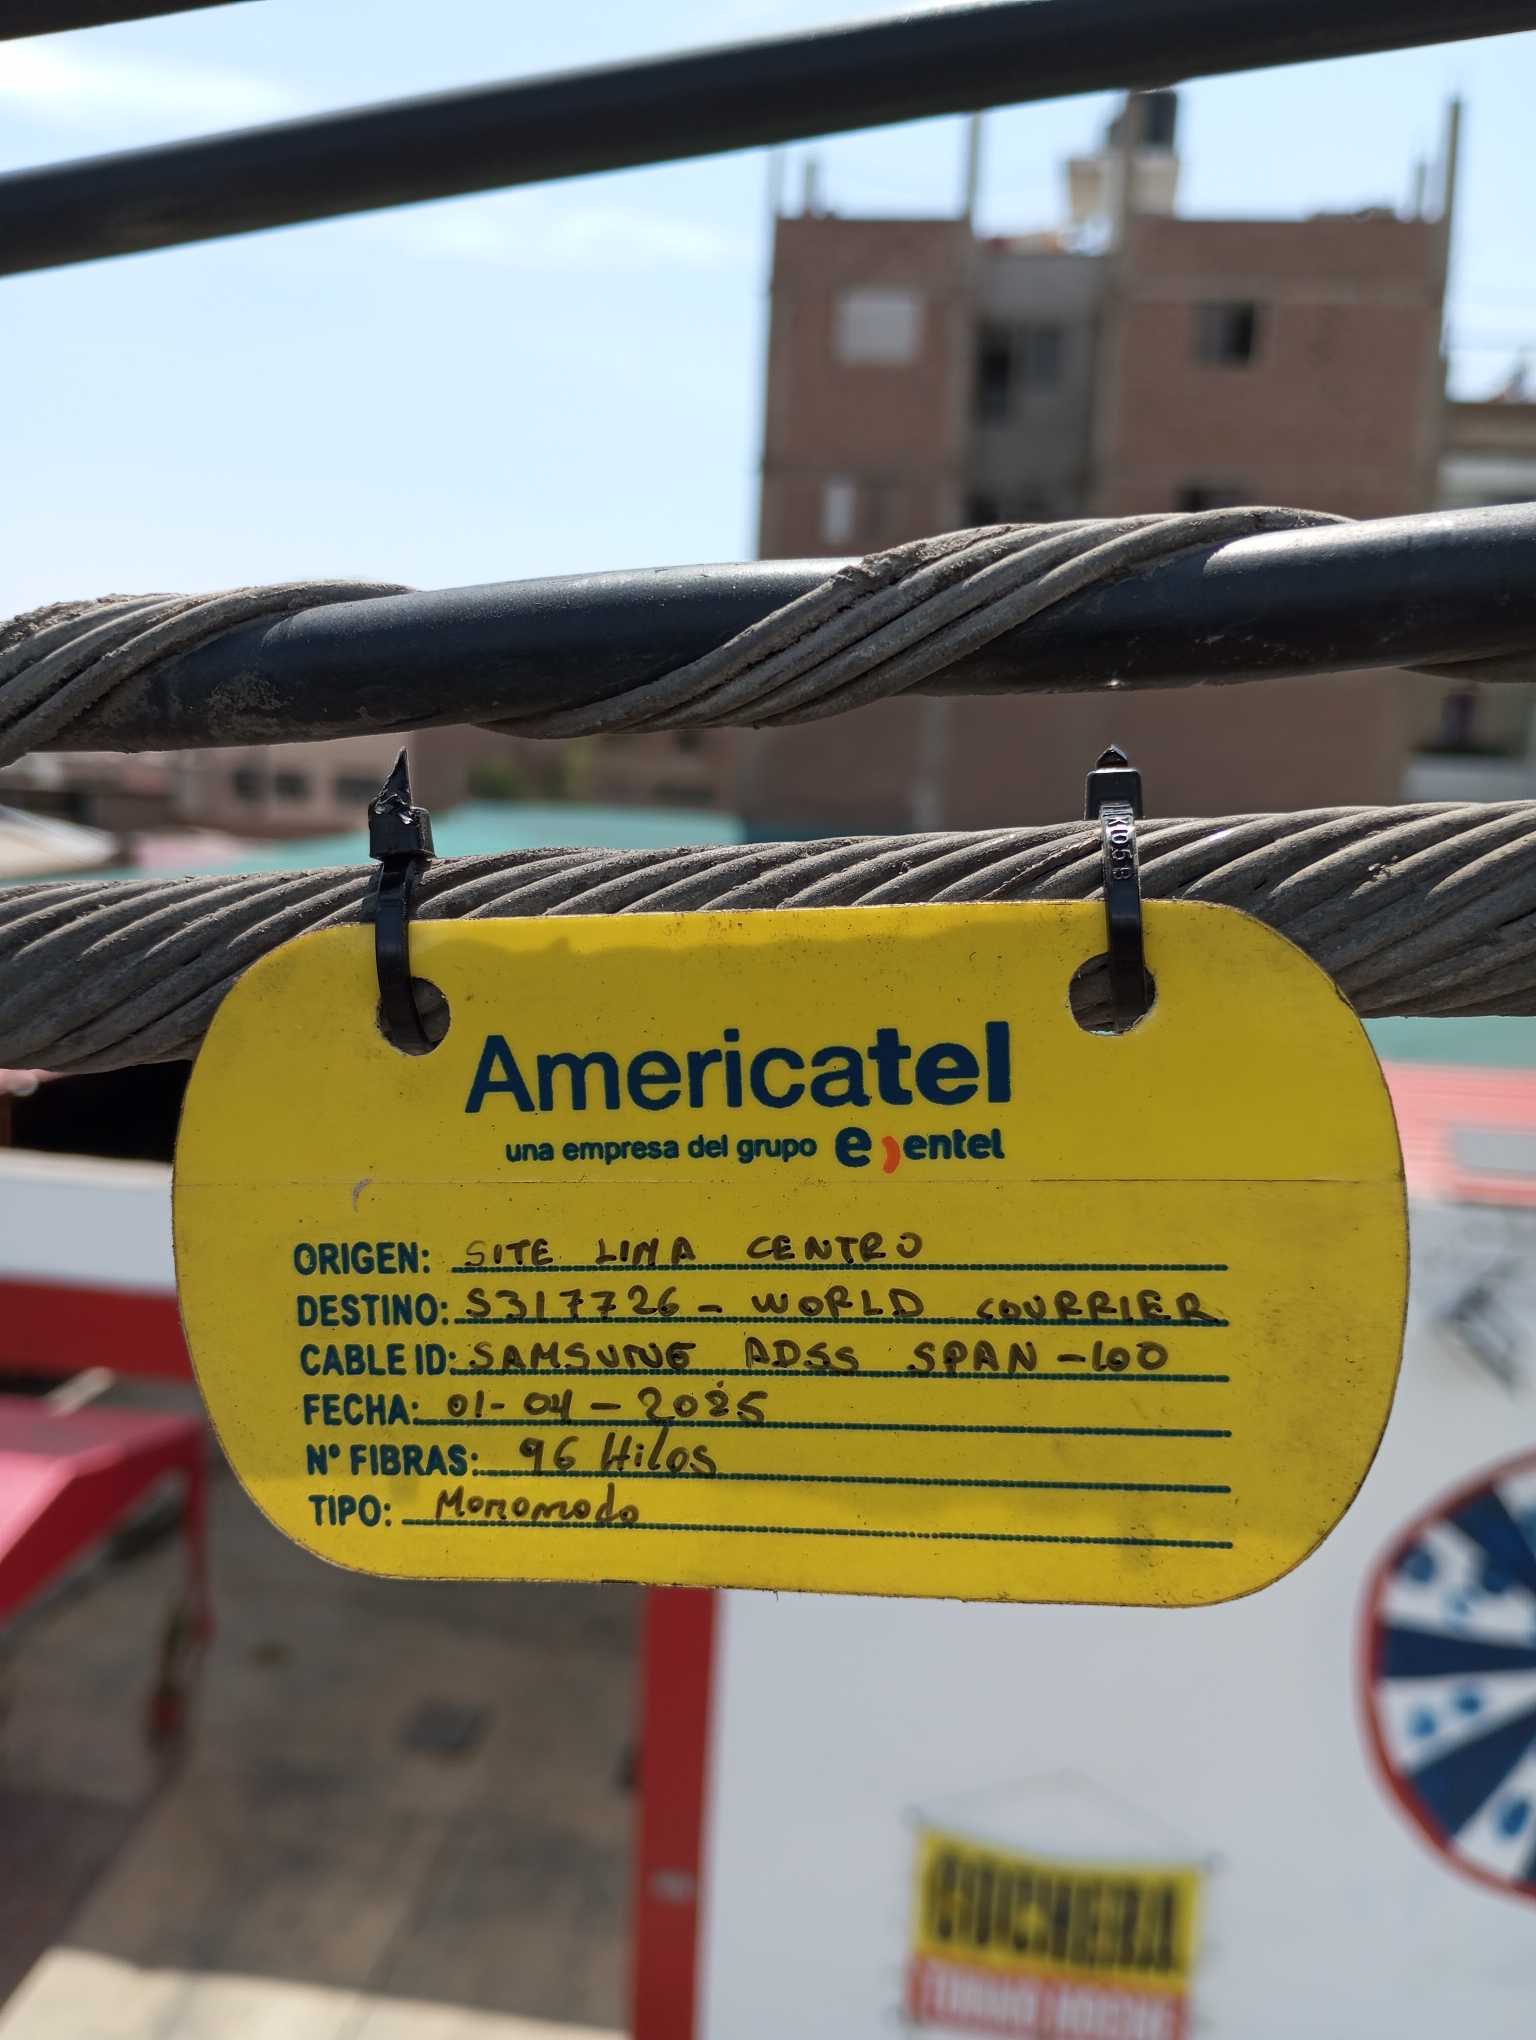 Americatel
una empresa del grupo e) entel
ORIGEN: SITE LIMA CENTRO
DESTINO: S317726 - WORLD COURRIER
CABLE ID: SAMSUNG ADSS SPAN -100
FECHA: 01-04-2025
N° FIBRAS: 96 Hilos
TIPO: Monomodo
COCHERA